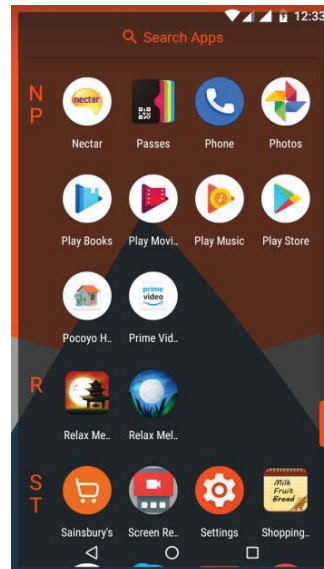 12:33
Search Apps
N
P
nectar
Nectar
Passes
Phone
Photos
Play Books
Play Movi..
Play Music
Play Store
prime
video
Pocoyo H..
Prime Vid..
R
Relax Me..
Relax Mel..
S
T
Milk
Fruit
Bread
Sainsbury's
Screen Re..
Settings
Shopping..